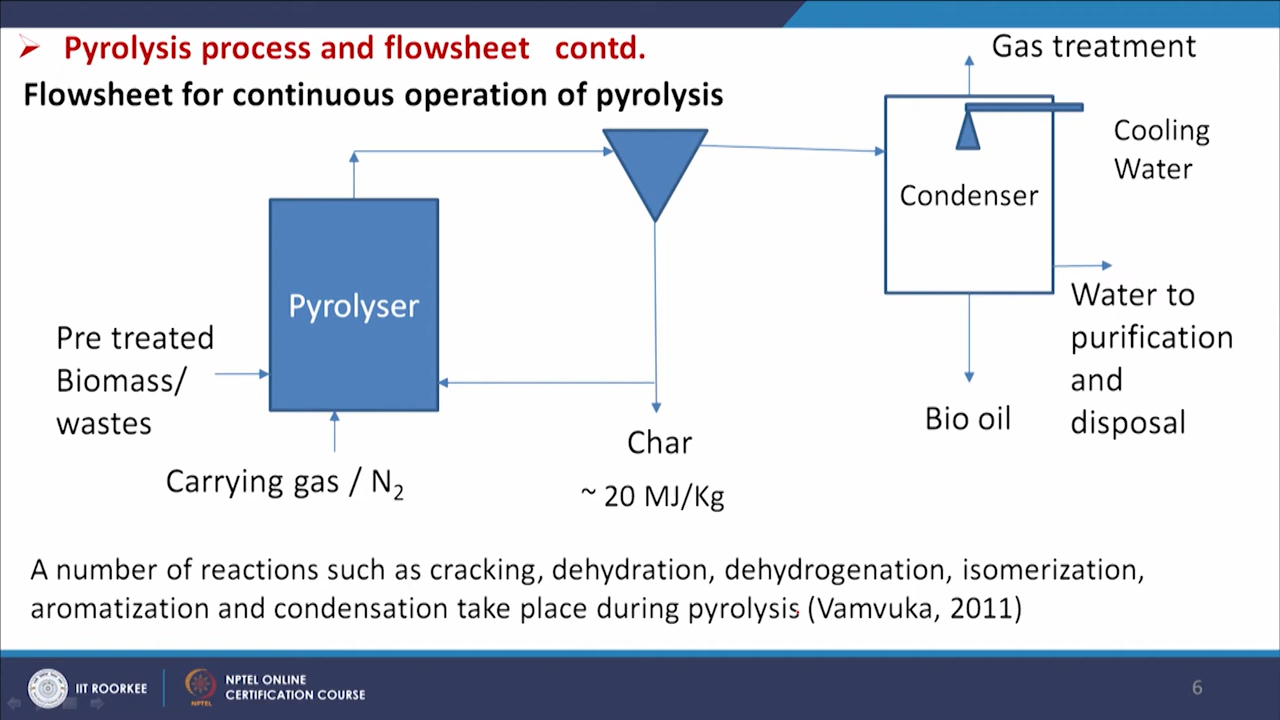 Pyrolysis process and flowsheet contd.
Flowsheet for continuous operation of pyrolysis
Gas treatment
Cooling
Water
Condenser
Pyrolyser
Pre treated
Biomass/
wastes
Water to
purification
and
disposal
Bio oil
Char
~ 20 MJ/Kg
Carrying gas / N₂
A number of reactions such as cracking, dehydration, dehydrogenation, isomerization,
aromatization and condensation take place during pyrolysis (Vamvuka, 2011)
IIT ROORKEE
NPTEL
NPTEL ONLINE
CERTIFICATION COURSE
6